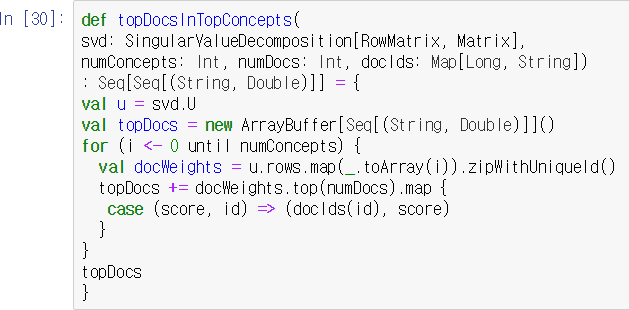 In [30]:
def topDocsInTopConcepts(
svd: SingularValueDecomposition[RowMatrix, Matrix],
numConcepts: Int, numDocs: Int, docIds: Map[Long, String])
: Seq[Seq[(String, Double)]] = {
val u = svd.U
val topDocs = new ArrayBuffer[Seq[(String, Double)]]()
for (i <- 0 until numConcepts) {
  val docWeights = u.rows.map(_.toArray(i)).zipWithUniqueId()
  topDocs += docWeights.top(numDocs).map {
   case (score, id) => (docIds(id), score)
  }
}
topDocs
}